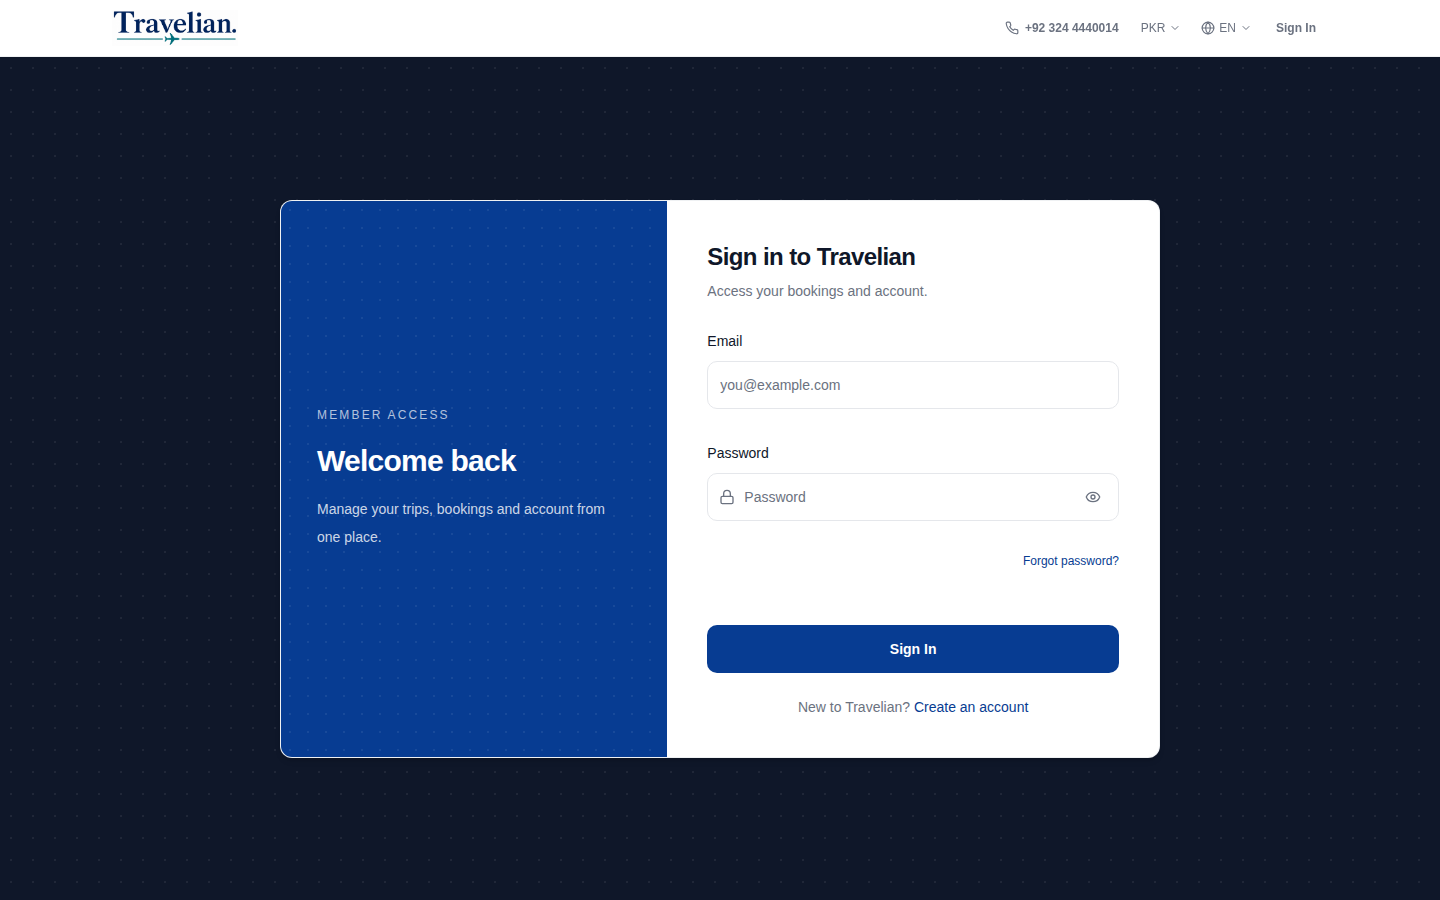 Travelian.
+92 324 4440014
PKR
EN
Sign In
MEMBER ACCESS
Welcome back
Manage your trips, bookings and account from
one place.
Sign in to Travelian
Access your bookings and account.
Email
you@example.com
Password
Password
Forgot password?
Sign In
New to Travelian? Create an account